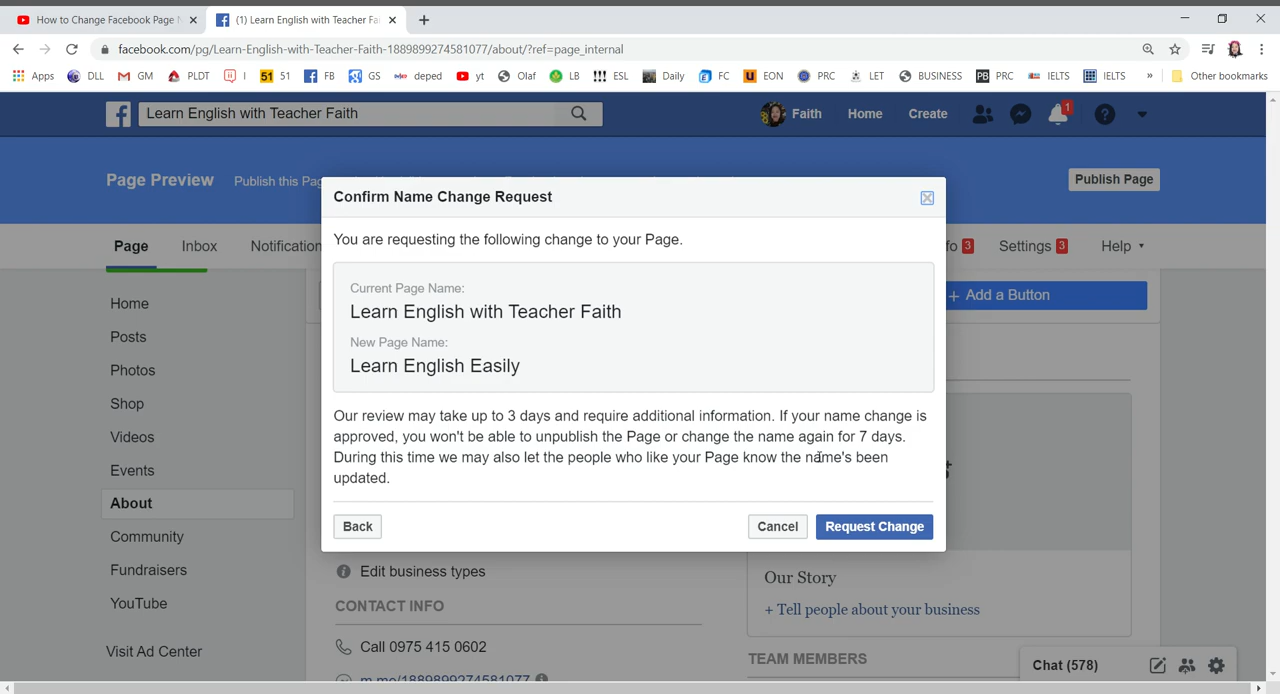 How to Change Facebook Page N
(1) Learn English with Teacher Fai
facebook.com/pg/Learn-English-with-Teacher-Faith-1889899274581077/about/?ref=page_internal
Apps DLL GM PLDT I 51 51 FB GS deped yt Olaf LB !!! ESL Daily FC EON PRC LET BUSINESS PB PRC IELTS IELTS » Other bookmarks
Learn English with Teacher Faith
Faith Home Create 1
Page Preview Publish this Pag
Publish Page
Confirm Name Change Request
You are requesting the following change to your Page.
Page Inbox Notification fo 3 Settings 3 Help
Current Page Name:
Learn English with Teacher Faith
New Page Name:
Learn English Easily
+ Add a Button
Our review may take up to 3 days and require additional information. If your name change is
approved, you won't be able to unpublish the Page or change the name again for 7 days.
During this time we may also let the people who like your Page know the name's been
updated.
Back Cancel Request Change
Home
Posts
Photos
Shop
Videos
Events
About
Community
Fundraisers
YouTube
Visit Ad Center
Edit business types
CONTACT INFO
Call 0975 415 0602
m.me/1889899274581077
Our Story
+ Tell people about your business
TEAM MEMBERS
Chat (578)